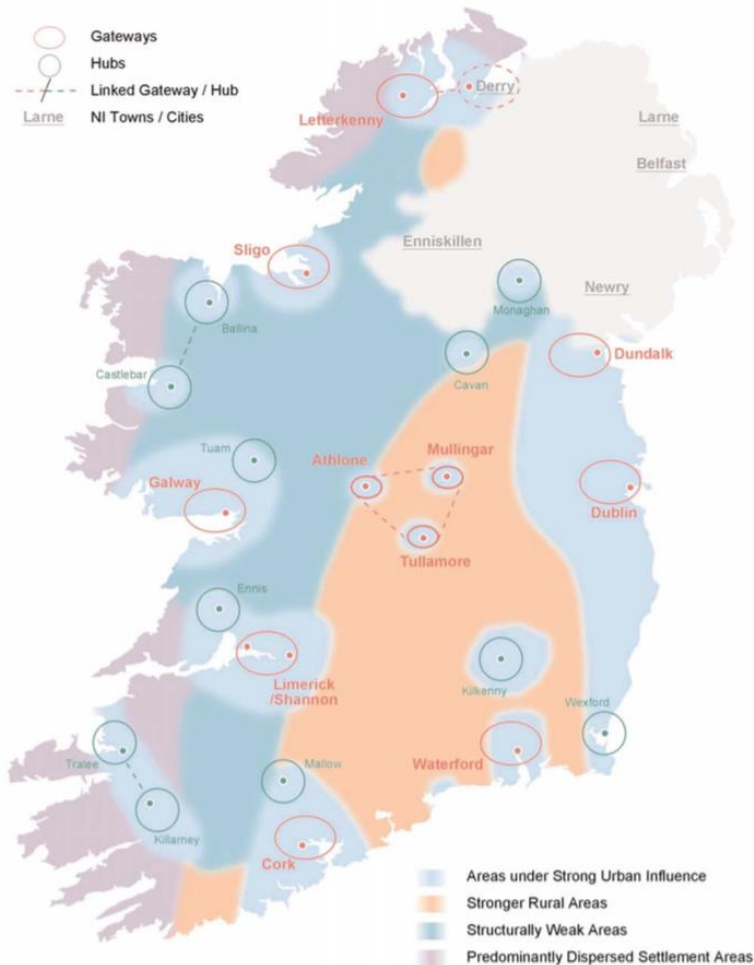 Gateways
Hubs
Linked Gateway / Hub
Larne
NI Towns / Cities
Derry
Letterkenny
Larne
Belfast
Enniskillen
Sligo
Newry
Monaghan
Ballina
Dundalk
Castlebar
Cavan
Tuam
Athlone
Mullingar
Galway
Dublin
Tullamore
Ennis
Limerick
/Shannon
Kilkenny
Wexford
Tralee
Mallow
Waterford
Killarney
Cork
Areas under Strong Urban Influence
Stronger Rural Areas
Structurally Weak Areas
Predominantly Dispersed Settlement Areas